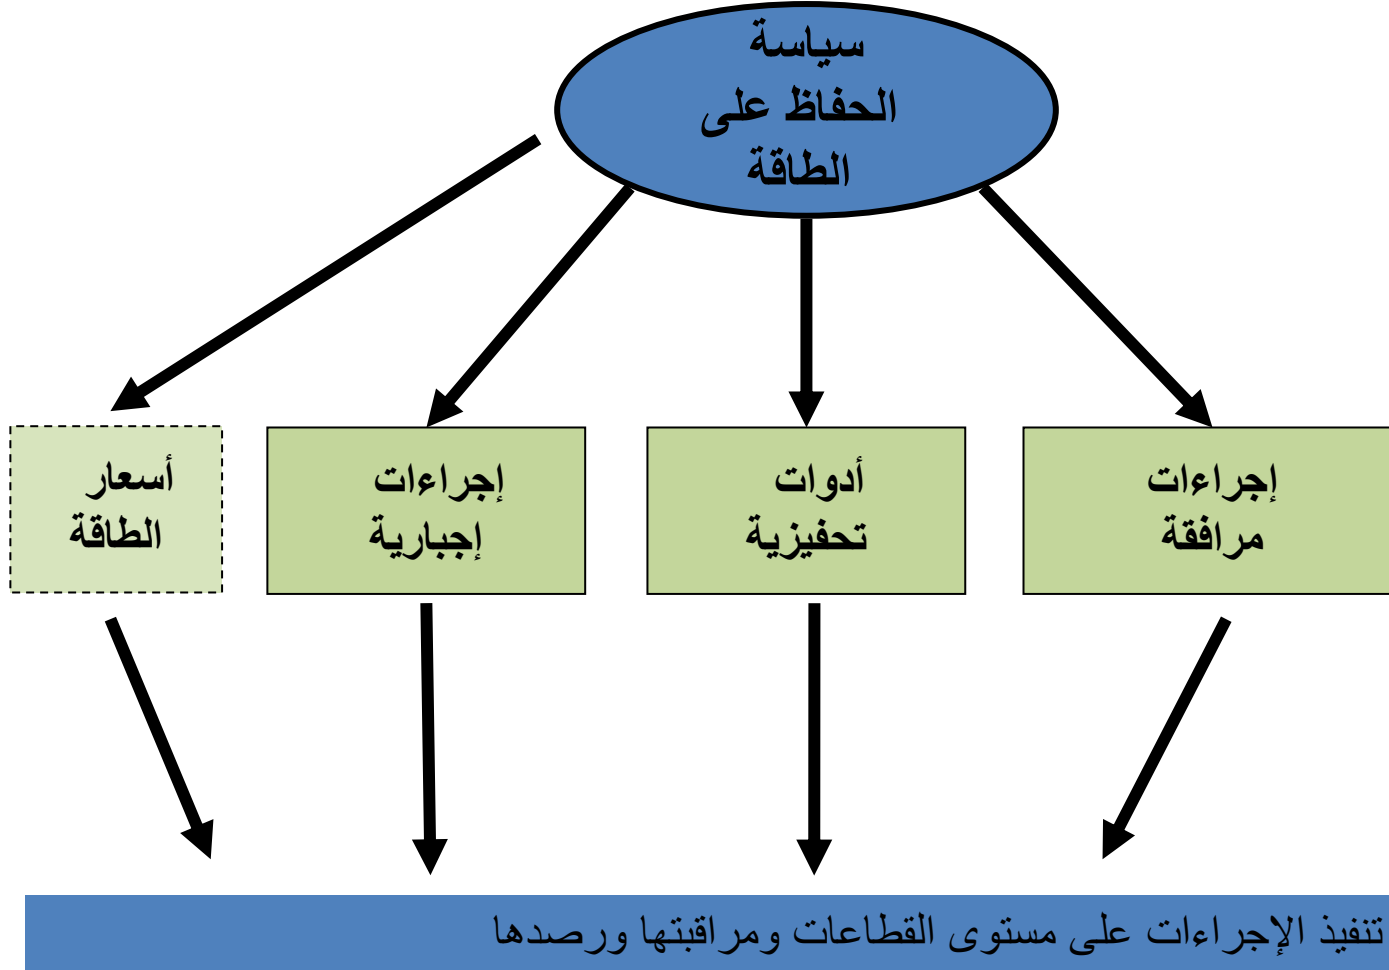 سياسة
الحفاظ على
الطاقة
إجراءات
مرافقة
أدوات
تحفيزية
إجراءات
إجبارية
أسعار
الطاقة
تنفيذ الإجراءات على مستوى القطاعات ومراقبتها ورصدها